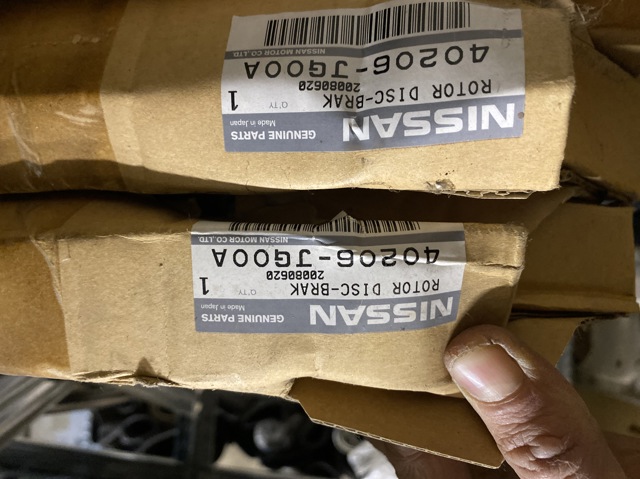 NISSAN GENUINE PARTS
Made in Japan
ROTOR DISC-BRAK Q'TY 1
20080620
40206-JG00A
NISSAN MOTOR CO.,LTD.
NISSAN GENUINE PARTS
Made in Japan
ROTOR DISC-BRAK Q'TY 1
20080620
40206-JG00A
NISSAN MOTOR CO.,LTD.